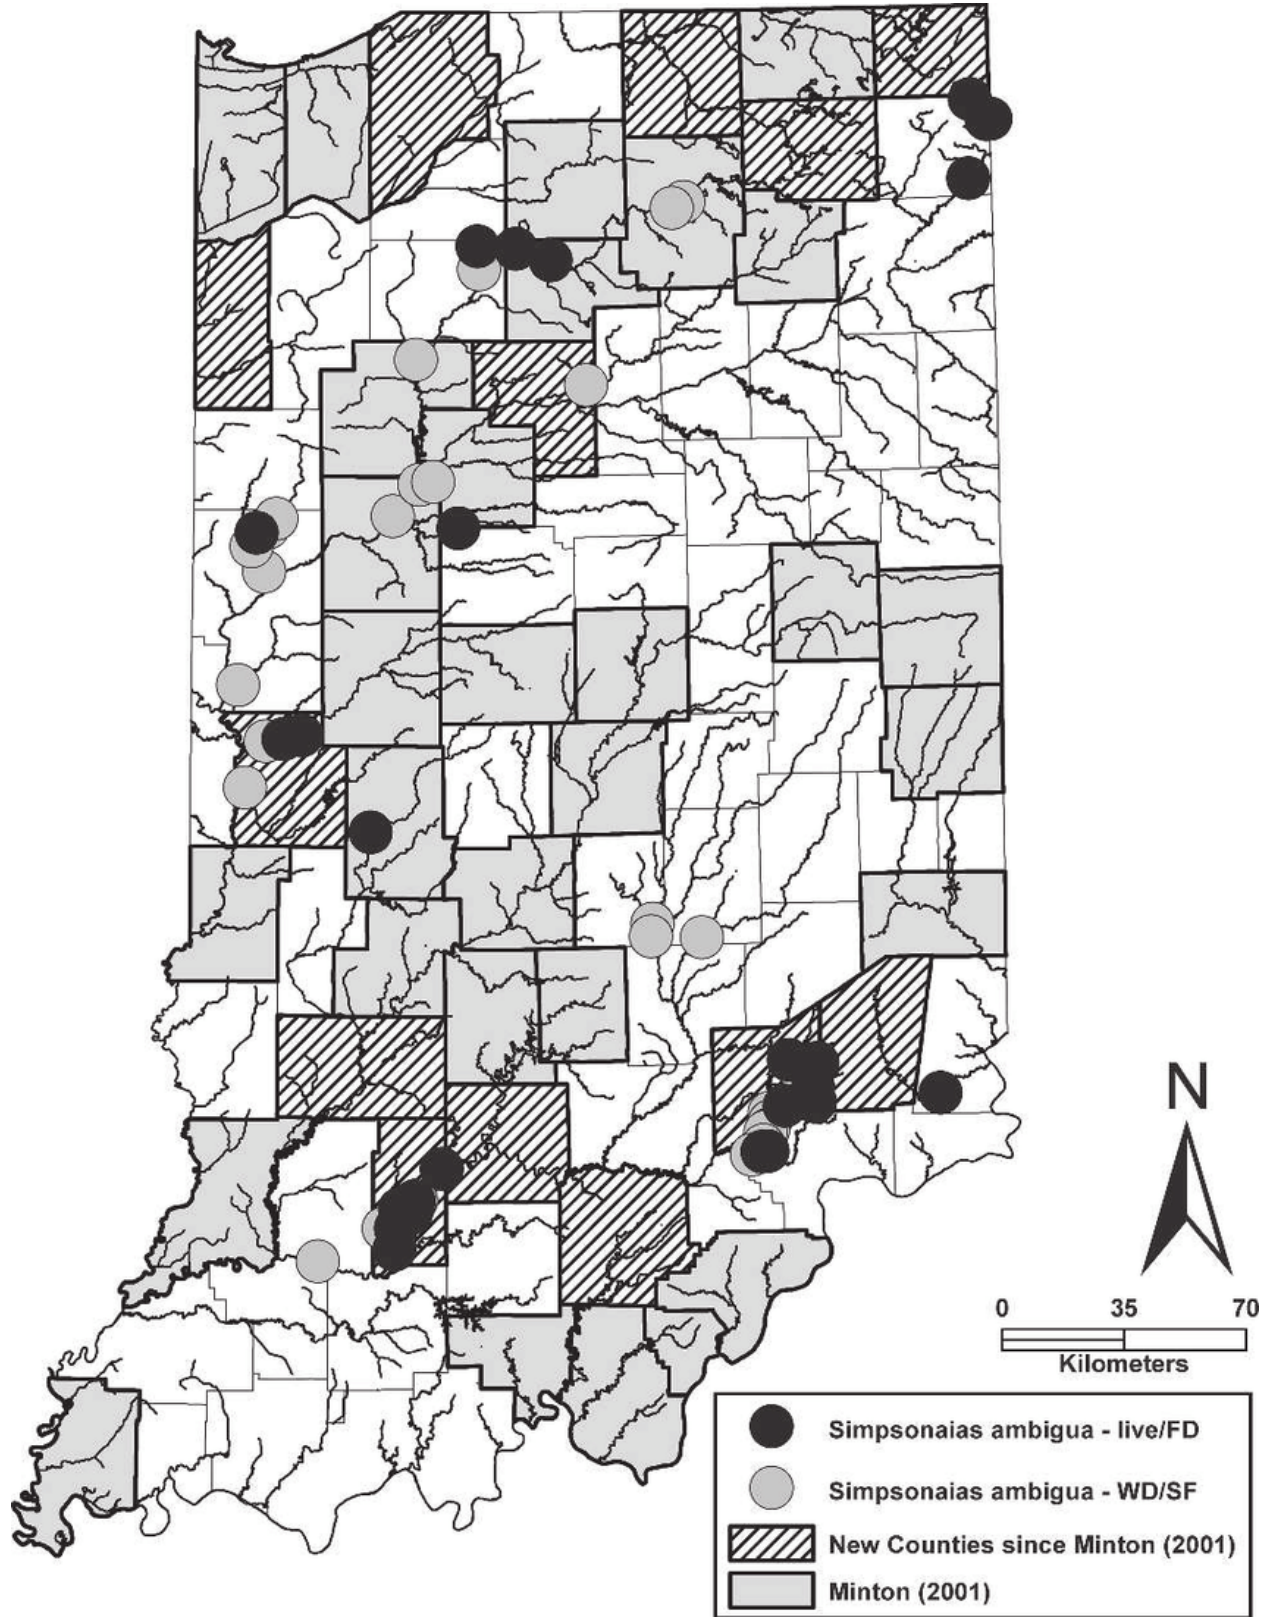 N
0 35 70
Kilometers
Simpsonaias ambigua - live/FD
Simpsonaias ambigua - WD/SF
New Counties since Minton (2001)
Minton (2001)